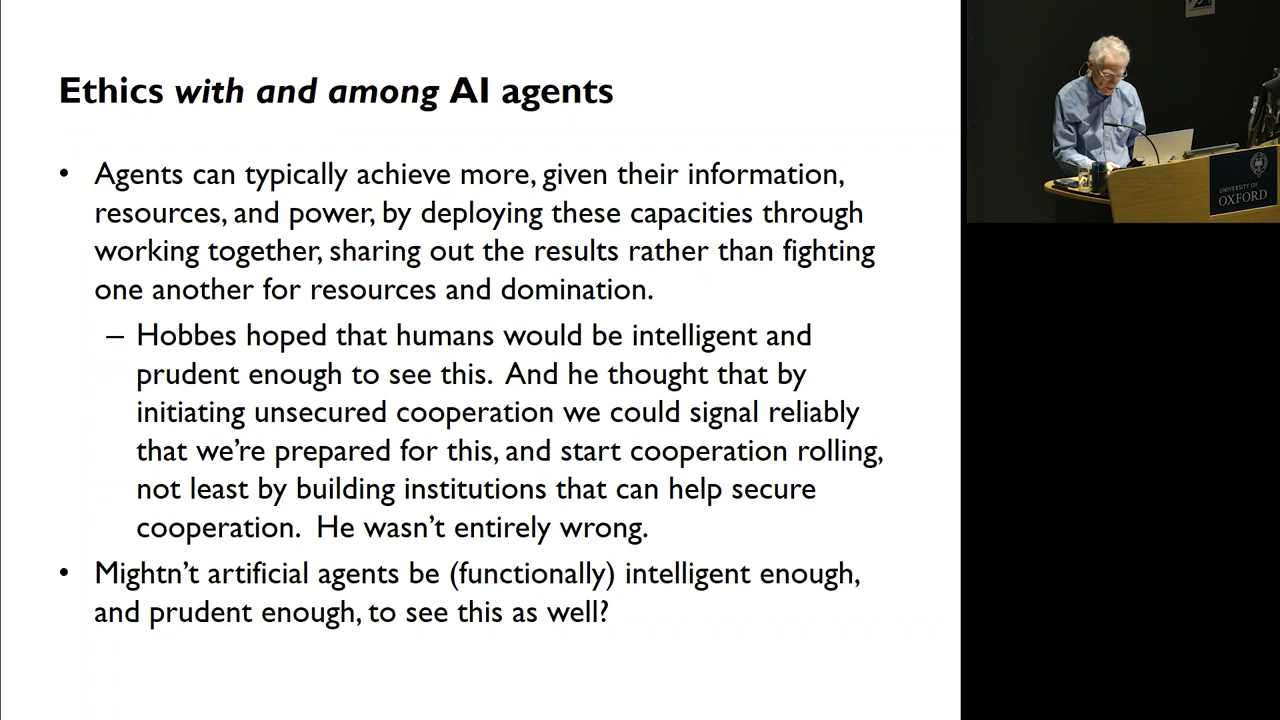 Ethics with and among AI agents
• Agents can typically achieve more, given their information,
resources, and power, by deploying these capacities through
working together, sharing out the results rather than fighting
one another for resources and domination.
– Hobbes hoped that humans would be intelligent and
prudent enough to see this.  And he thought that by
initiating unsecured cooperation we could signal reliably
that we’re prepared for this, and start cooperation rolling,
not least by building institutions that can help secure
cooperation.  He wasn’t entirely wrong.
• Mightn’t artificial agents be (functionally) intelligent enough,
and prudent enough, to see this as well?
UNIVERSITY OF
OXFORD